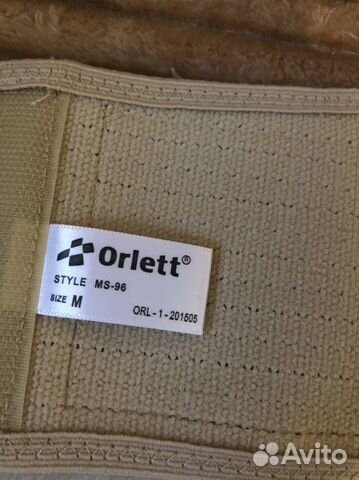 Orlett®
STYLE MS-96
SIZE M
ORL-1-201505
Avito